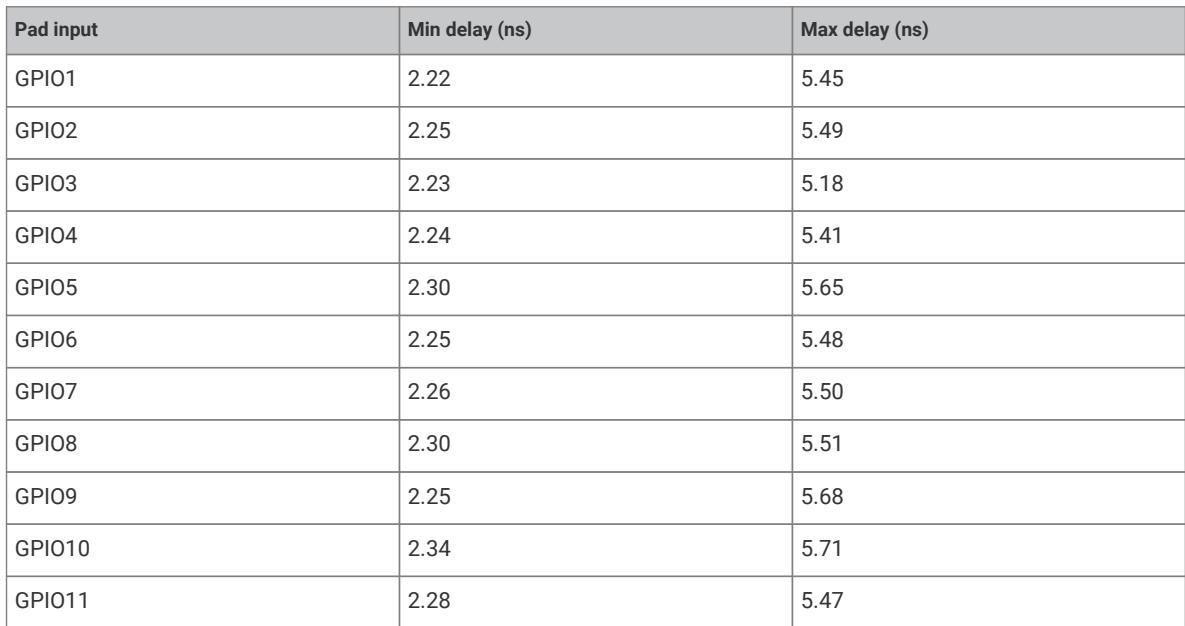 Pad input Min delay (ns) Max delay (ns)
GPIO1 2.22 5.45
GPIO2 2.25 5.49
GPIO3 2.23 5.18
GPIO4 2.24 5.41
GPIO5 2.30 5.65
GPIO6 2.25 5.48
GPIO7 2.26 5.50
GPIO8 2.30 5.51
GPIO9 2.25 5.68
GPIO10 2.34 5.71
GPIO11 2.28 5.47